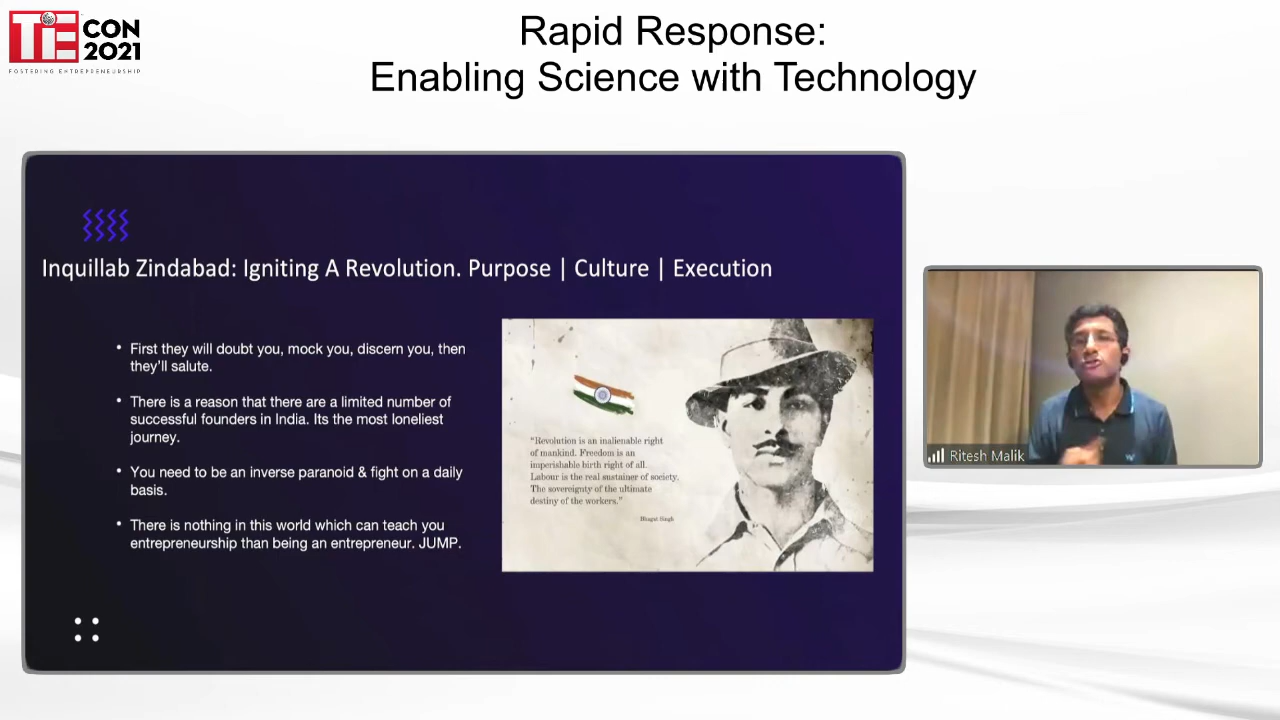 TiE CON
2021
FOSTERING ENTREPRENEURSHIP
Rapid Response:
Enabling Science with Technology
Inquillab Zindabad: Igniting A Revolution. Purpose | Culture | Execution
• First they will doubt you, mock you, discern you, then
they'll salute.
• There is a reason that there are a limited number of
successful founders in India. Its the most loneliest
journey.
• You need to be an inverse paranoid & fight on a daily
basis.
• There is nothing in this world which can teach you
entrepreneurship than being an entrepreneur. JUMP.
"Revolution is an inalienable right
of mankind. Freedom is an
imperishable birth right of all.
Labour is the real sustainer of society.
The sovereignty of the ultimate
destiny of the workers."
Bhagat Singh
Ritesh Malik